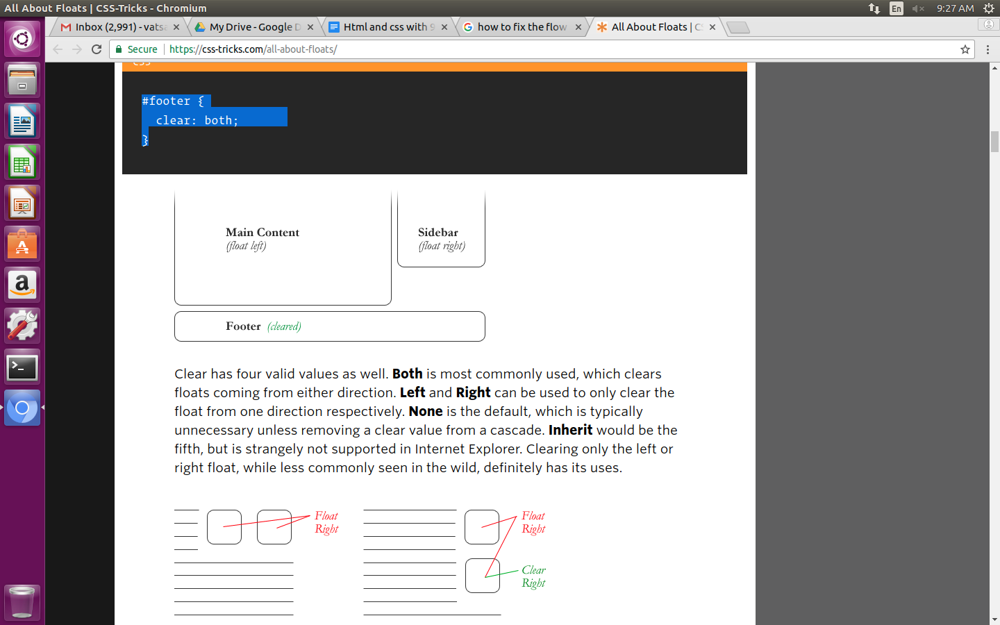 All About Floats | CSS-Tricks - Chromium
En
9:27 AM
Inbox (2,991) - vats
My Drive - Google D
Html and css with 9
how to fix the flow
All About Floats | CS
Secure
https://css-tricks.com/all-about-floats/
CSS
#footer {
clear: both;
}
Main Content
(float left)
Sidebar
(float right)
Footer (cleared)
Clear has four valid values as well. Both is most commonly used, which clears
floats coming from either direction. Left and Right can be used to only clear the
float from one direction respectively. None is the default, which is typically
unnecessary unless removing a clear value from a cascade. Inherit would be the
fifth, but is strangely not supported in Internet Explorer. Clearing only the left or
right float, while less commonly seen in the wild, definitely has its uses.
Float
Right
Float
Right
Clear
Right